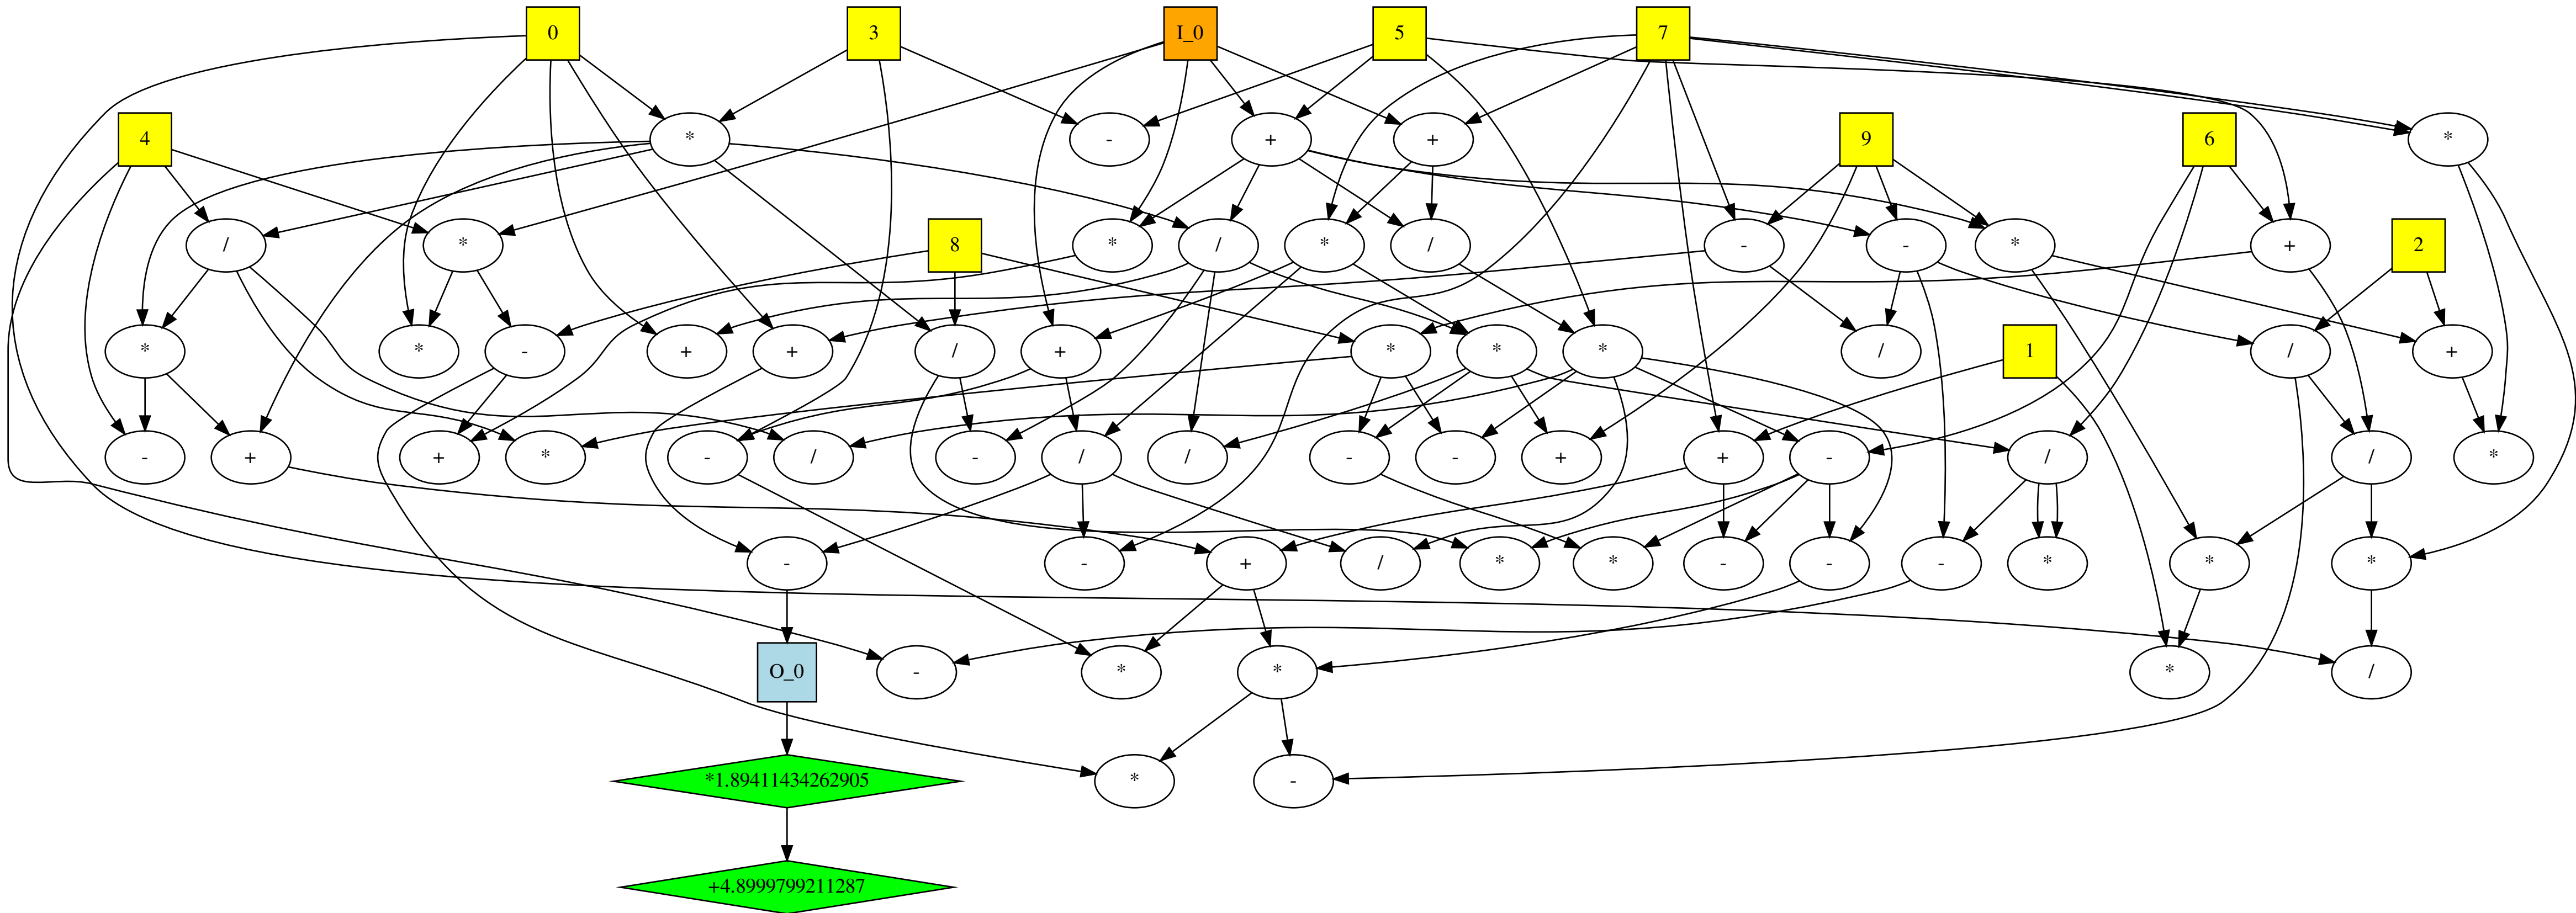 0 3 I_0 5 7
4 * - + + 9 6 *
/ * 8 * / * / - - * + 2
* * - + + / + * * * / 1 / +
- + + * - / - / / - - + + - / / *
- - + / * * - - - * * *
O_0 - * * * /
*1.89411434262905 * -
+4.8999799211287